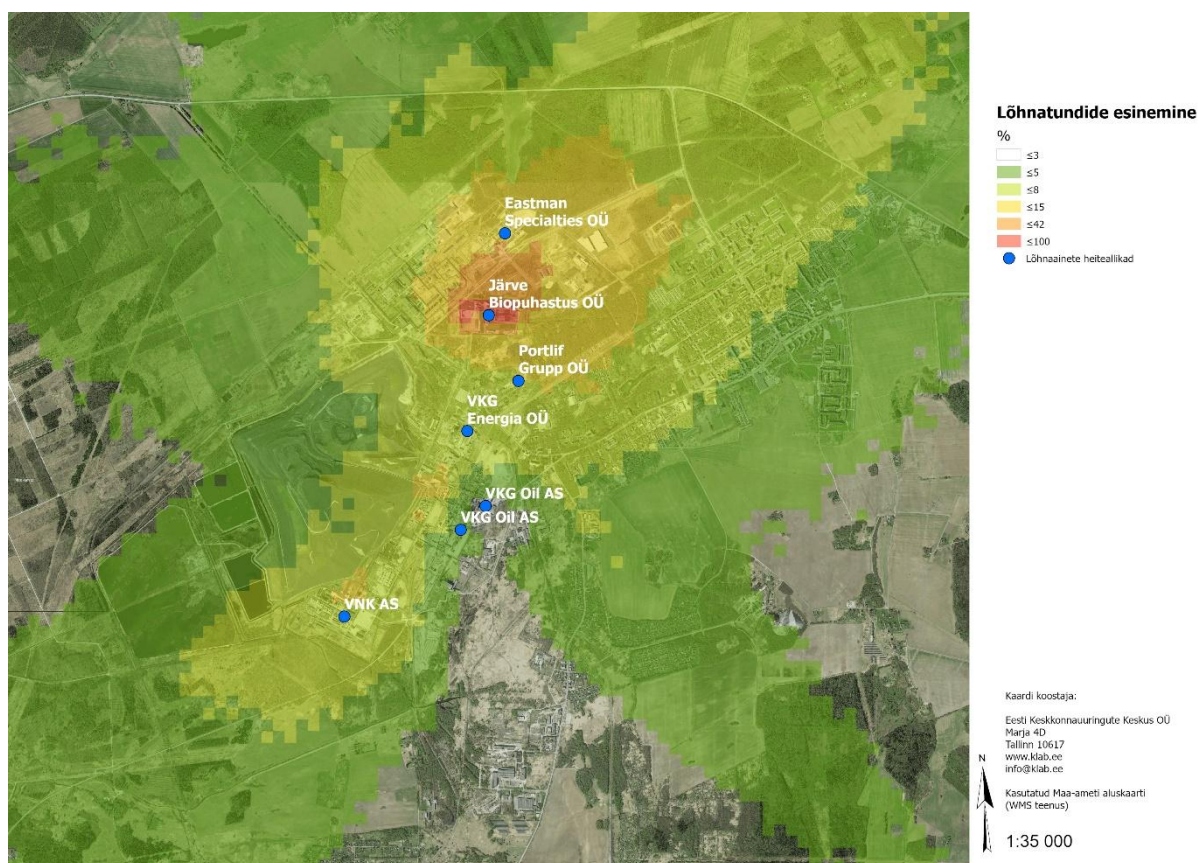 Eastman
Specialties OÜ
Järve
Biopuhastus OÜ
Portlif
Grupp OÜ
VKG
Energia OÜ
VKG Oil AS
VKG Oil AS
VNK AS
Lõhnatundide esinemine
%
≤3
≤5
≤8
≤15
≤42
≤100
Lõhnaainete heiteallikad
Kaardi koostaja:
Eesti Keskkonnauuringute Keskus OÜ
Marja 4D
Tallinn 10617
www.klab.ee
info@klab.ee
Kasutatud Maa-ameti aluskaarti
(WMS teenus)
N
1:35 000